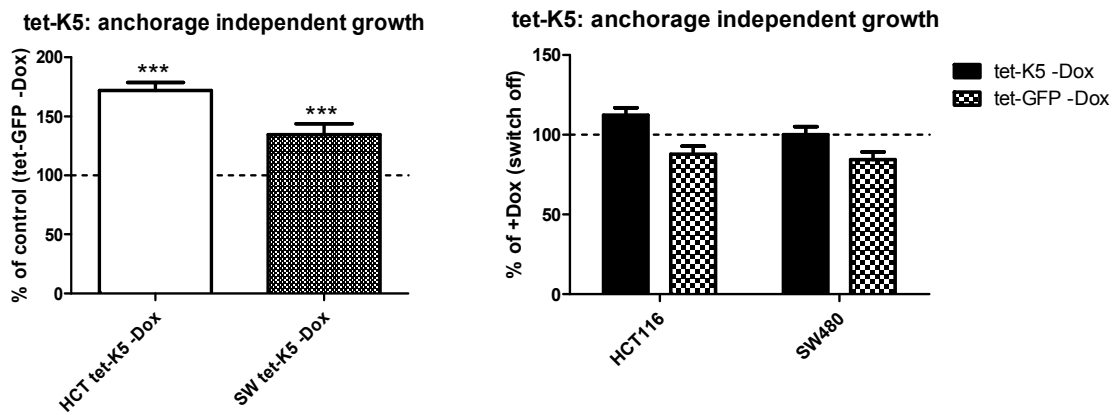 tet-K5: anchorage independent growth
% of control (tet-GFP -Dox)
200
150
100
50
0
***
***
HCT tet-K5 -Dox
SW tet-K5 -Dox
tet-K5: anchorage independent growth
% of +Dox (switch off)
150
100
50
0
HCT116
SW480
tet-K5 -Dox
tet-GFP -Dox